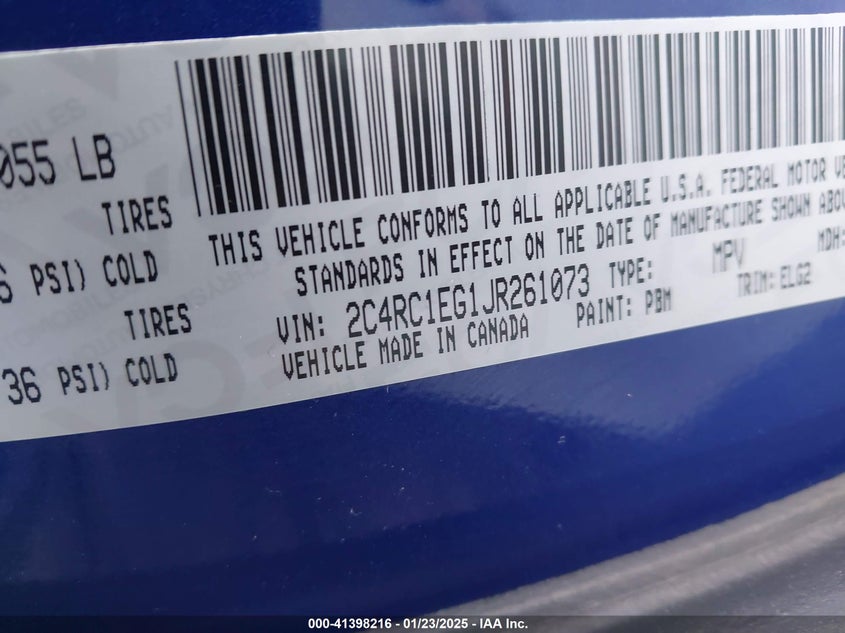 055 LB
TIRES
PSI) COLD
TIRES
36 PSI) COLD
THIS VEHICLE CONFORMS TO ALL APPLICABLE U.S.A. FEDERAL MOTOR
STANDARDS IN EFFECT ON THE DATE OF MANUFACTURE SHOWN
VIN: 2C4RC1EG1JR261073 TYPE: MPV MDH:
VEHICLE MADE IN CANADA PAINT: PBM TRIM: ELG2
000-41398216 - 01/23/2025 - IAA Inc.